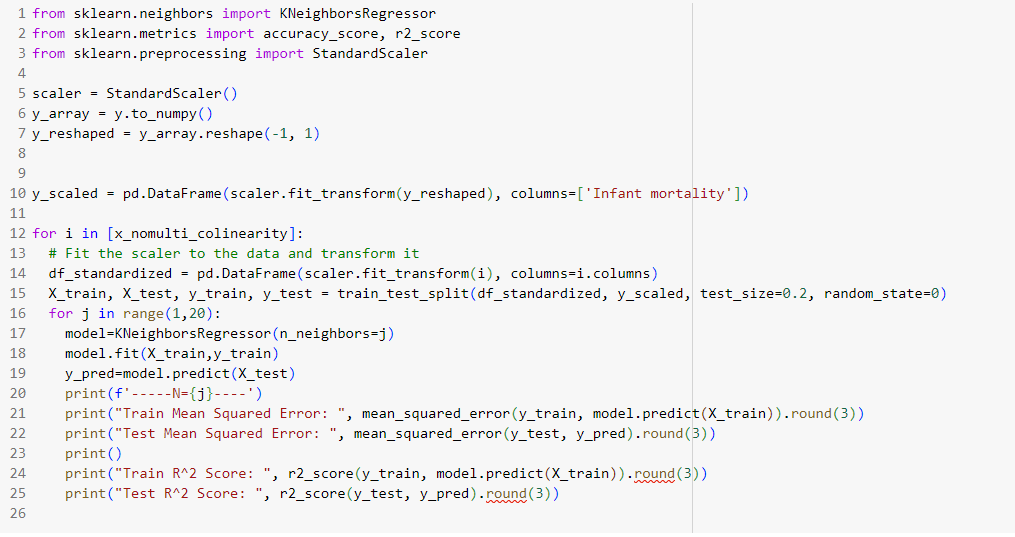 1 from sklearn.neighbors import KNeighborsRegressor
2 from sklearn.metrics import accuracy_score, r2_score
3 from sklearn.preprocessing import StandardScaler
4
5 scaler = StandardScaler()
6 y_array = y.to_numpy()
7 y_reshaped = y_array.reshape(-1, 1)
8
9
10 y_scaled = pd.DataFrame(scaler.fit_transform(y_reshaped), columns=['Infant mortality'])
11
12 for i in [x_nomulti_colinearity]:
13   # Fit the scaler to the data and transform it
14   df_standardized = pd.DataFrame(scaler.fit_transform(i), columns=i.columns)
15   X_train, X_test, y_train, y_test = train_test_split(df_standardized, y_scaled, test_size=0.2, random_state=0)
16   for j in range(1,20):
17     model=KNeighborsRegressor(n_neighbors=j)
18     model.fit(X_train,y_train)
19     y_pred=model.predict(X_test)
20     print(f'-----N={j}----')
21     print("Train Mean Squared Error: ", mean_squared_error(y_train, model.predict(X_train)).round(3))
22     print("Test Mean Squared Error: ", mean_squared_error(y_test, y_pred).round(3))
23     print()
24     print("Train R^2 Score: ", r2_score(y_train, model.predict(X_train)).round(3))
25     print("Test R^2 Score: ", r2_score(y_test, y_pred).round(3))
26